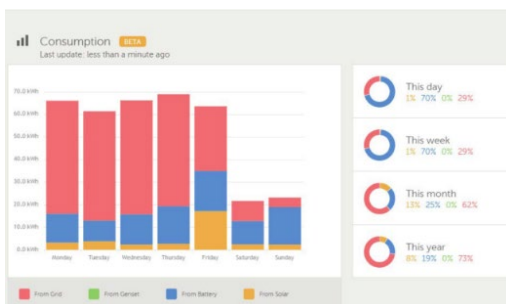 Consumption BETA
Last update: less than a minute ago
70.0 kWh
60.0 kWh
50.0 kWh
40.0 kWh
30.0 kWh
20.0 kWh
10.0 kWh
0.0 kWh
Monday Tuesday Wednesday Thursday Friday Saturday Sunday
From Grid From Genset From Battery From Solar
This day
1% 70% 0% 29%
This week
1% 70% 0% 29%
This month
13% 25% 0% 62%
This year
8% 19% 0% 73%